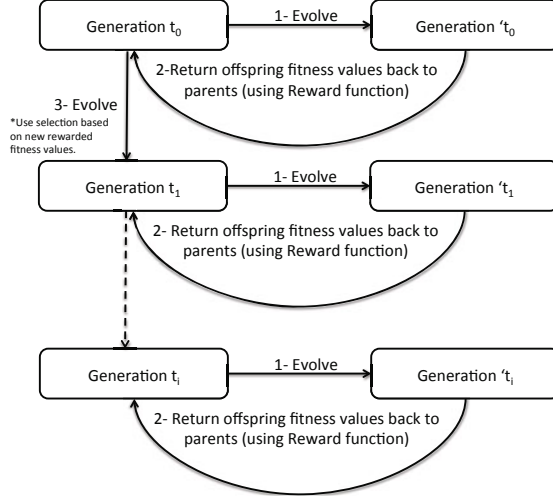 Generation t₀
1- Evolve
Generation ‘t₀
2-Return offspring fitness values back to
parents (using Reward function)
3- Evolve
*Use selection based
on new rewarded
fitness values.
Generation t₁
1- Evolve
Generation ‘t₁
2- Return offspring fitness values back to
parents (using Reward function)
Generation tᵢ
1- Evolve
Generation ‘tᵢ
2- Return offspring fitness values back to
parents (using Reward function)